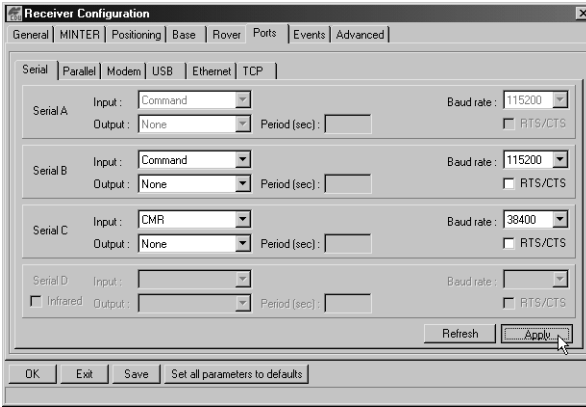 Receiver Configuration
General MINTER Positioning Base Rover Ports Events Advanced
Serial Parallel Modem USB Ethernet TCP
Serial A Input : Command Baud rate : 115200
Output : None Period (sec) : RTS/CTS
Serial B Input : Command Baud rate : 115200
Output : None Period (sec) : RTS/CTS
Serial C Input : CMR Baud rate : 38400
Output : None Period (sec) : RTS/CTS
Serial D Input : Baud rate :
Infrared Output : Period (sec) : RTS/CTS
Refresh Apply
OK Exit Save Set all parameters to defaults